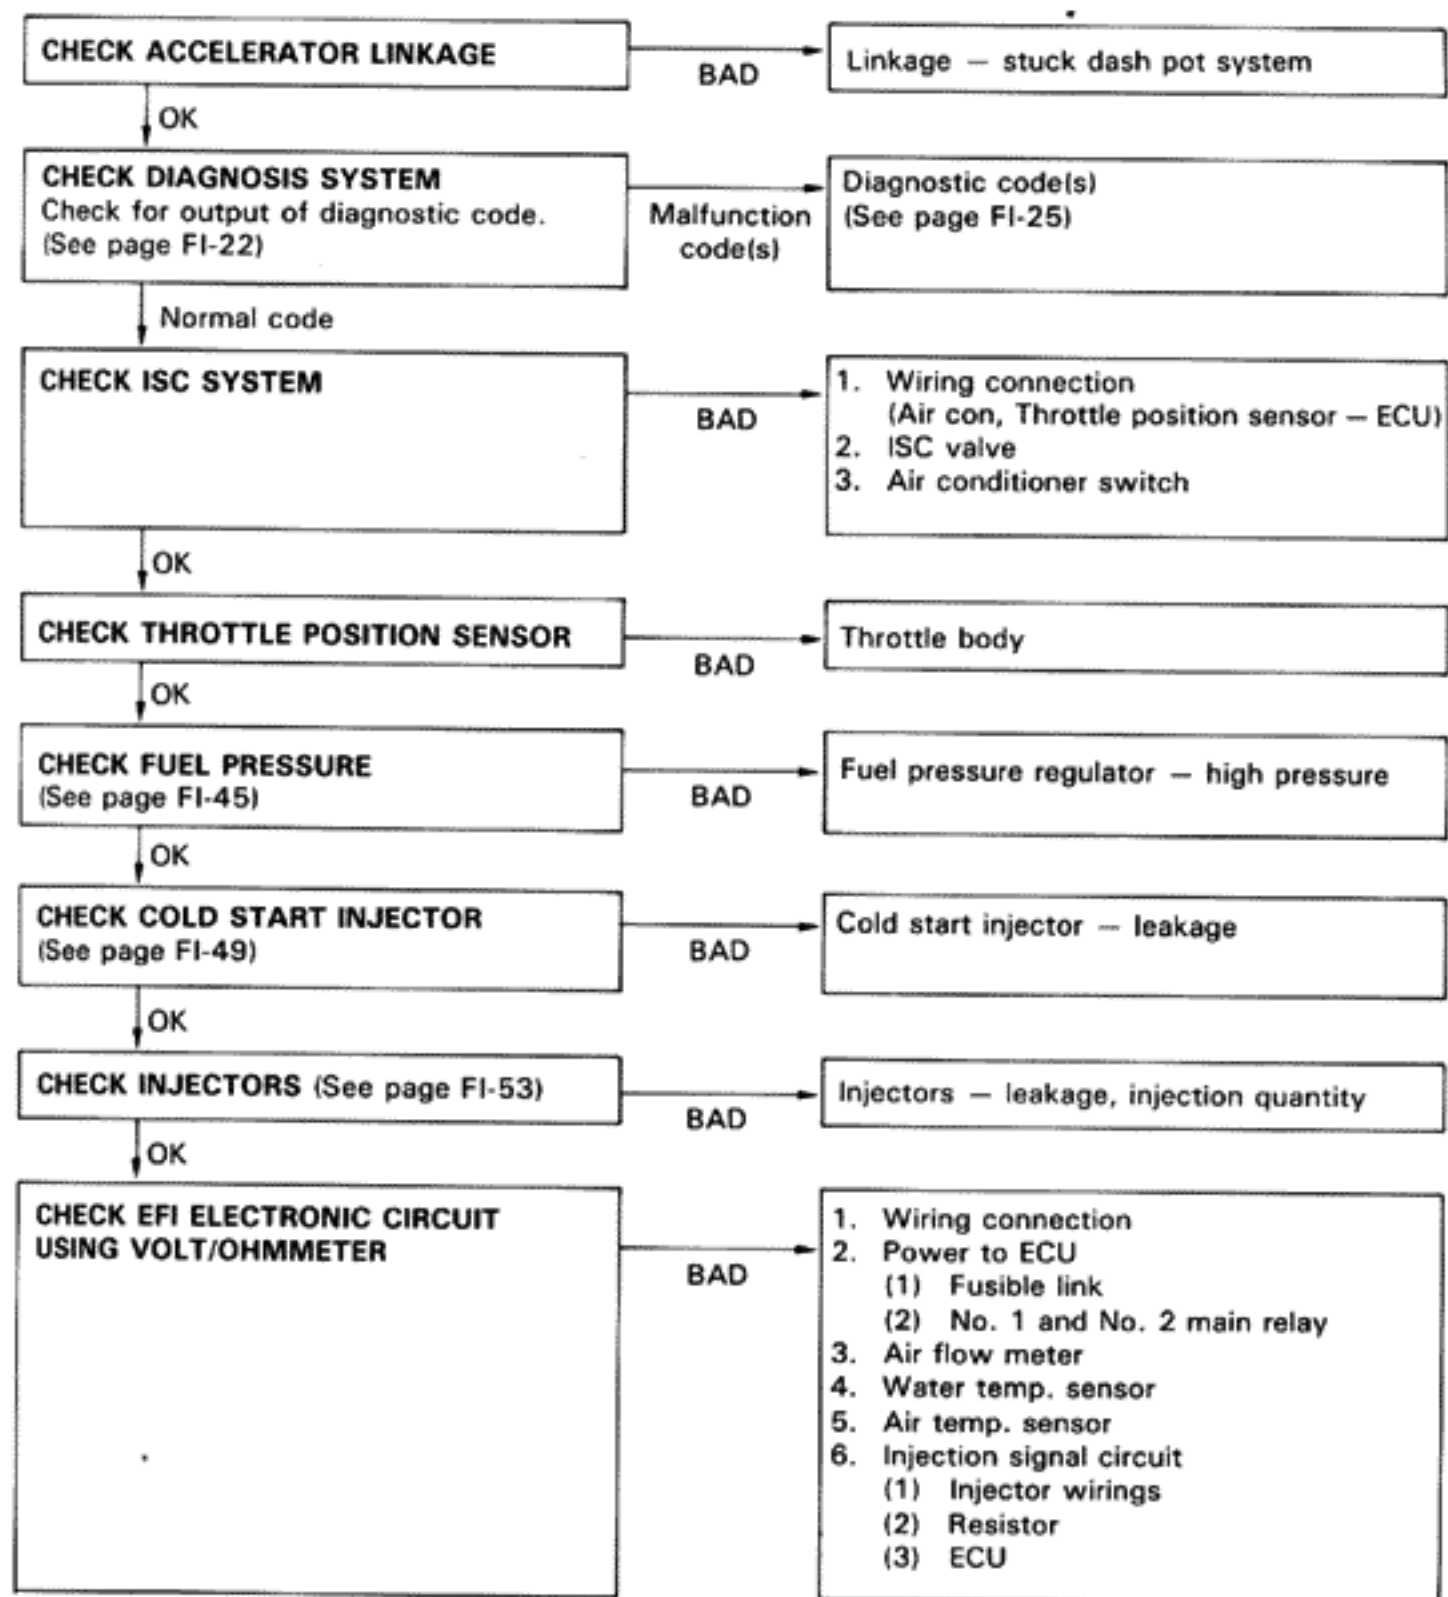 CHECK ACCELERATOR LINKAGE
BAD
Linkage — stuck dash pot system
OK
CHECK DIAGNOSIS SYSTEM
Check for output of diagnostic code.
(See page FI-22)
Malfunction
code(s)
Diagnostic code(s)
(See page FI-25)
Normal code
CHECK ISC SYSTEM
BAD
1. Wiring connection
(Air con, Throttle position sensor — ECU)
2. ISC valve
3. Air conditioner switch
OK
CHECK THROTTLE POSITION SENSOR
BAD
Throttle body
OK
CHECK FUEL PRESSURE
(See page FI-45)
BAD
Fuel pressure regulator — high pressure
OK
CHECK COLD START INJECTOR
(See page FI-49)
BAD
Cold start injector — leakage
OK
CHECK INJECTORS (See page FI-53)
BAD
Injectors — leakage, injection quantity
OK
CHECK EFI ELECTRONIC CIRCUIT
USING VOLT/OHMMETER
BAD
1. Wiring connection
2. Power to ECU
(1) Fusible link
(2) No. 1 and No. 2 main relay
3. Air flow meter
4. Water temp. sensor
5. Air temp. sensor
6. Injection signal circuit
(1) Injector wirings
(2) Resistor
(3) ECU